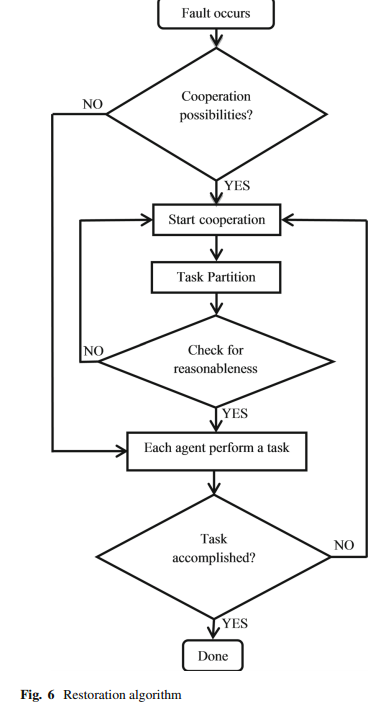 Fault occurs
NO
Cooperation
possibilities?
YES
Start cooperation
Task Partition
NO
Check for
reasonableness
YES
Each agent perform a task
Task
accomplished?
NO
YES
Done
Fig. 6 Restoration algorithm